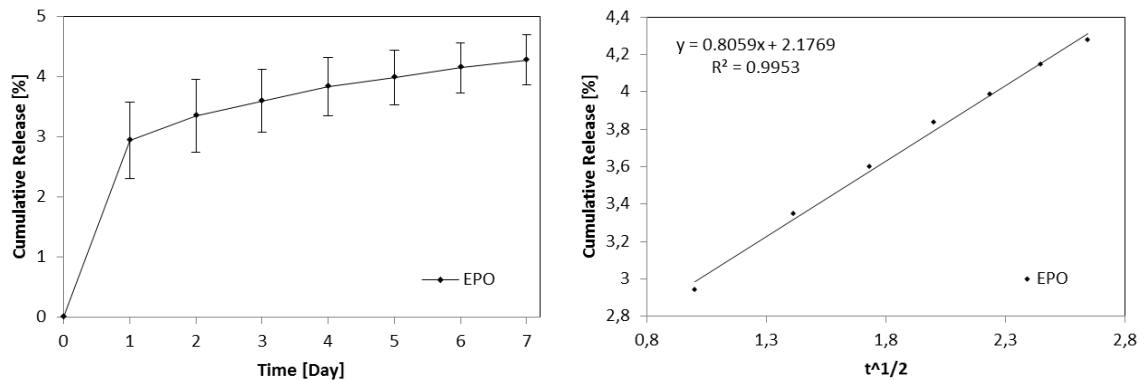 Cumulative Release [%]
5
4
3
2
1
0
0 1 2 3 4 5 6 7
Time [Day]
EPO
Cumulative Release [%]
4,4
4,2
4
3,8
3,6
3,4
3,2
3
2,8
0,8 1,3 1,8 2,3 2,8
t^1/2
y = 0.8059x + 2.1769
R² = 0.9953
EPO